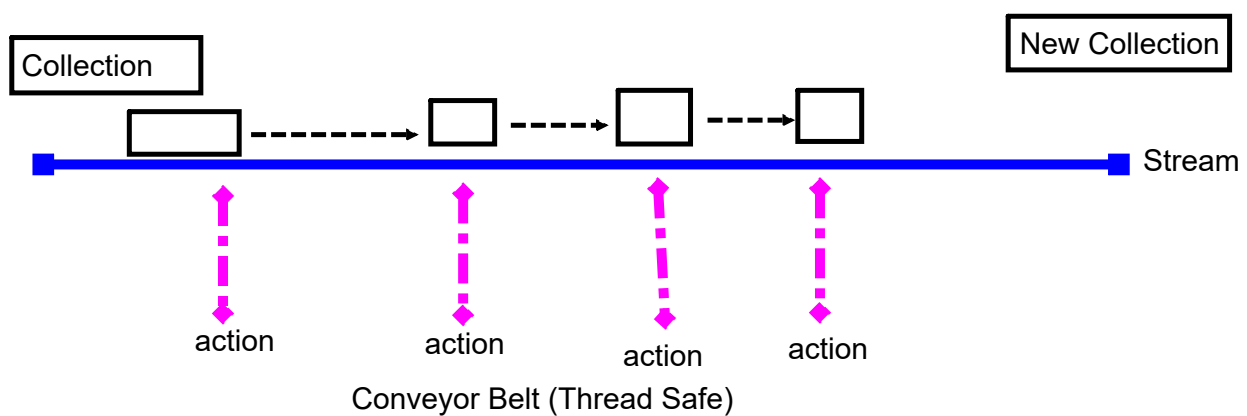 Collection
New Collection
Stream
action
action
action
action
Conveyor Belt (Thread Safe)